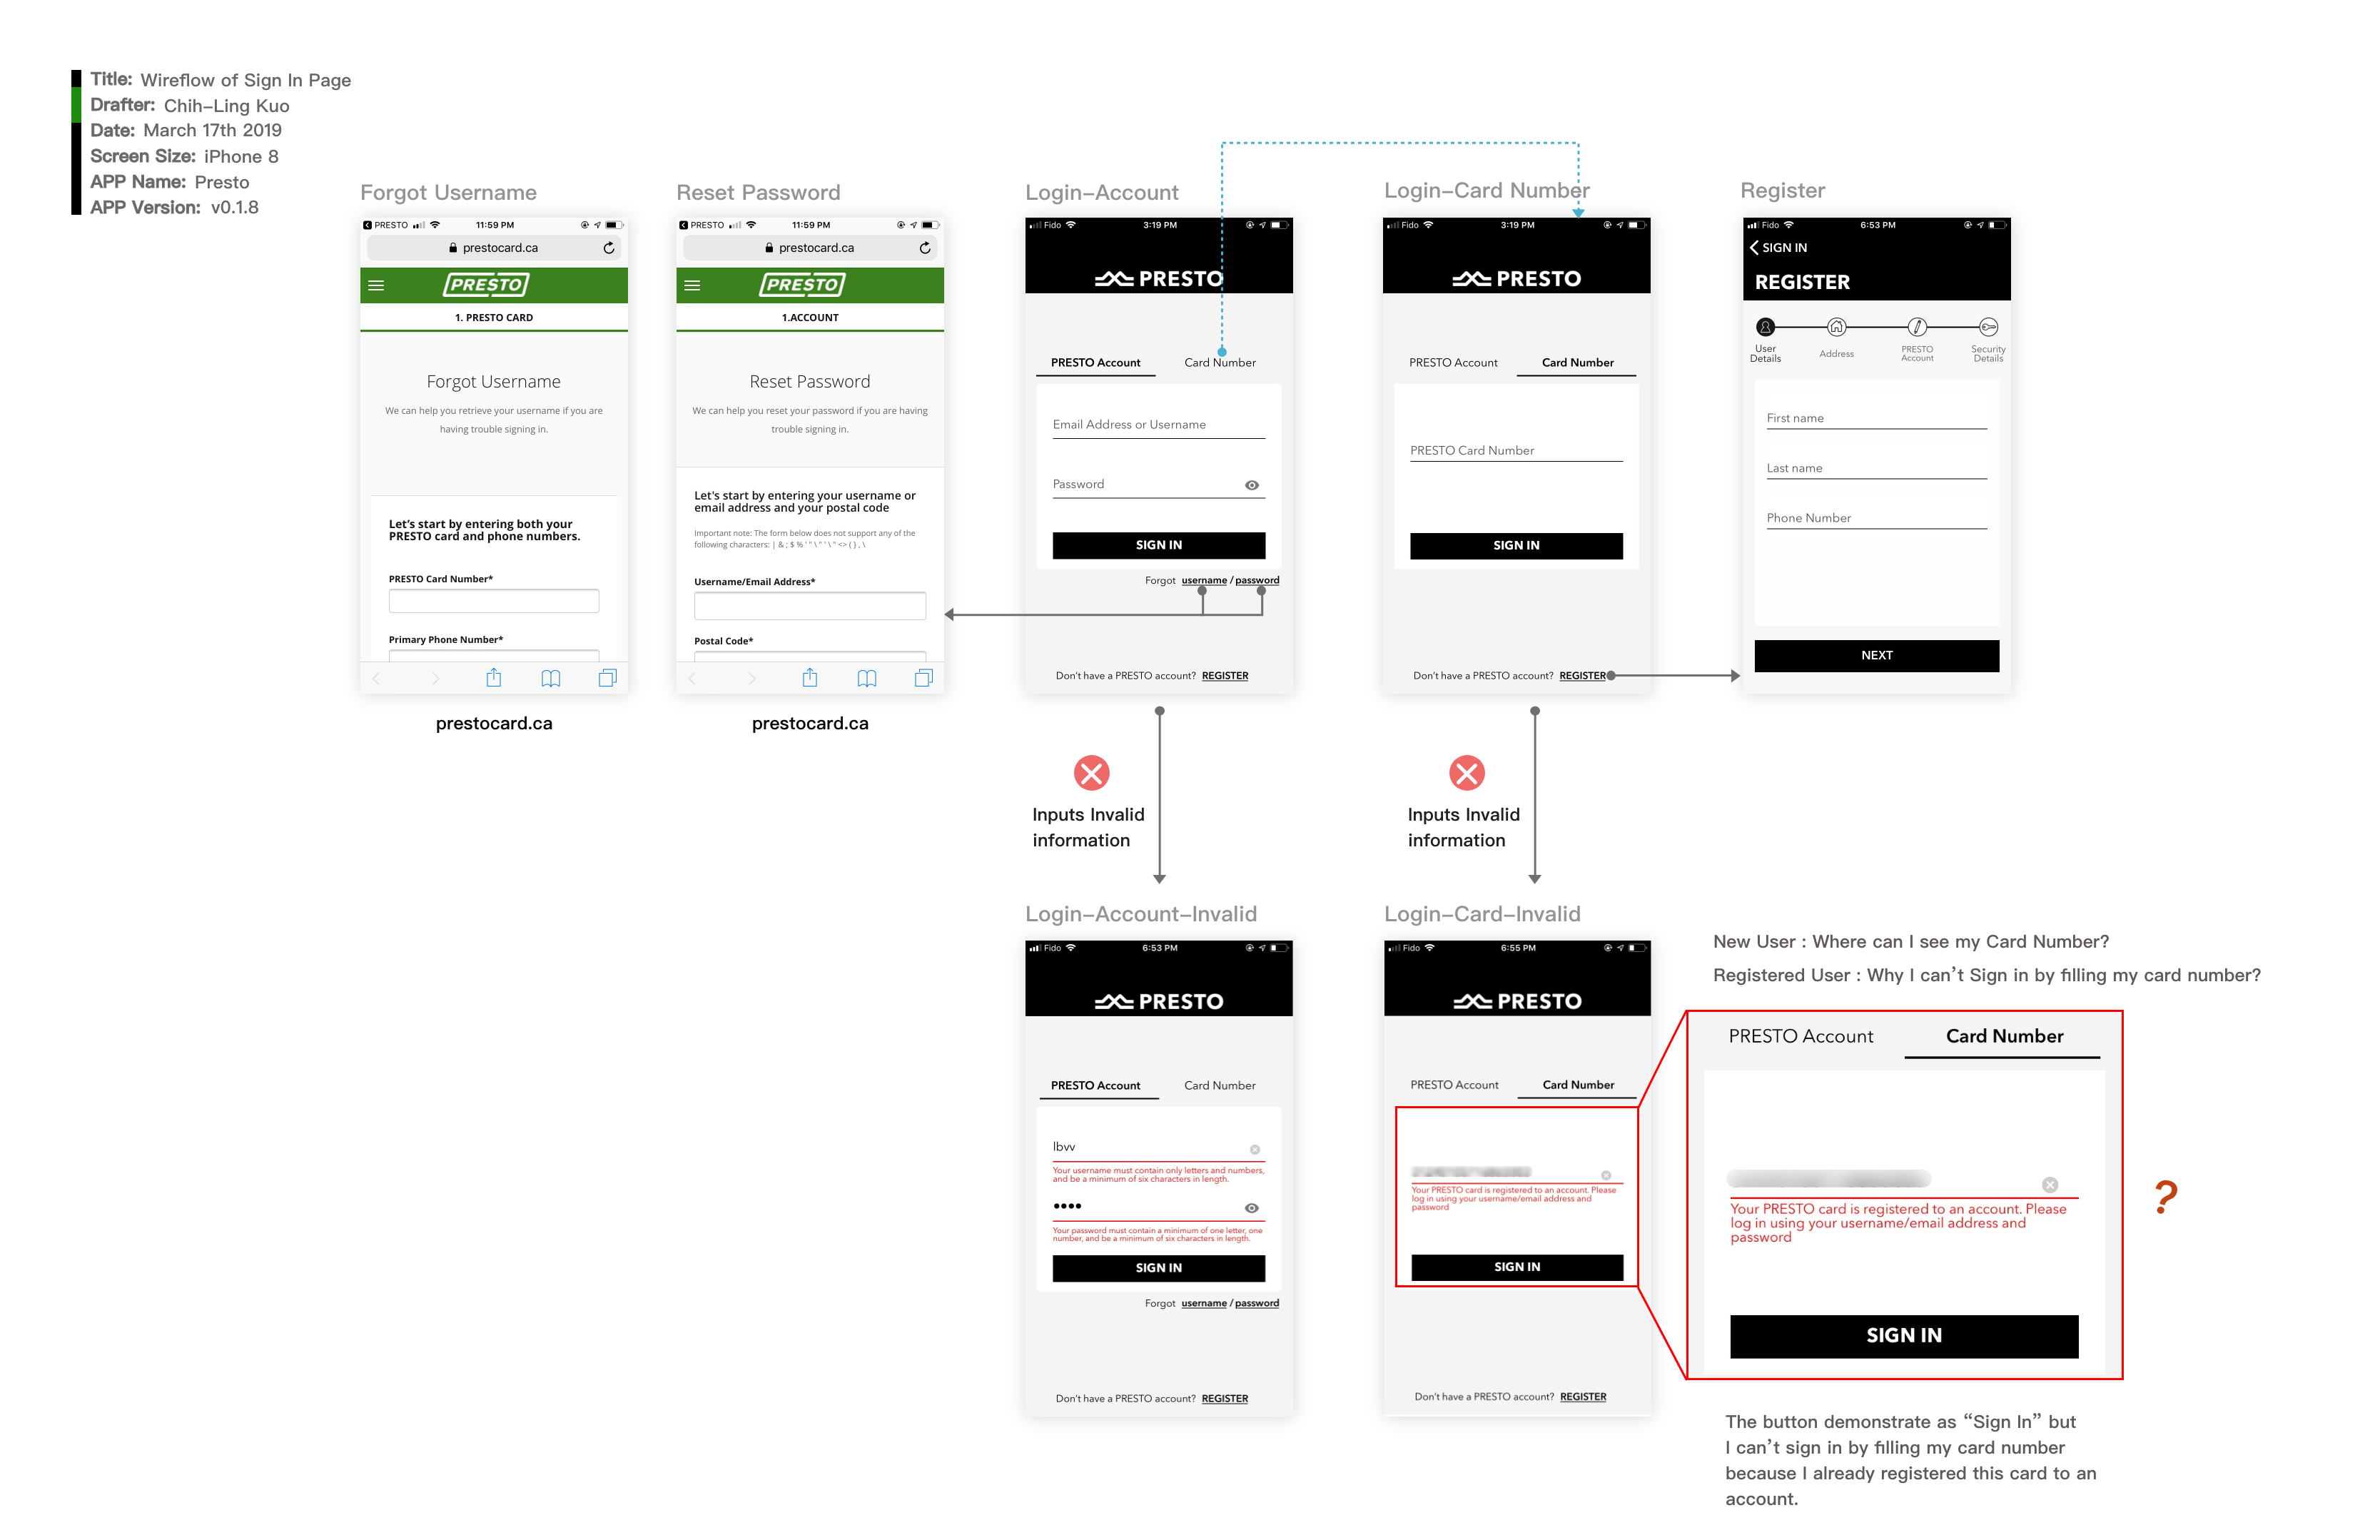 Title: Wireflow of Sign In Page
Drafter: Chih-Ling Kuo
Date: March 17th 2019
Screen Size: iPhone 8
APP Name: Presto
APP Version: v0.1.8
Forgot Username
PRESTO 11:59 PM
prestocard.ca
PRESTO
1. PRESTO CARD
Forgot Username
We can help you retrieve your username if you are
having trouble signing in.
Let's start by entering both your
PRESTO card and phone numbers.
PRESTO Card Number*
Primary Phone Number*
prestocard.ca
Reset Password
PRESTO 11:59 PM
prestocard.ca
PRESTO
1.ACCOUNT
Reset Password
We can help you reset your password if you are having
trouble signing in.
Let's start by entering your username or
email address and your postal code
Important note: The form below does not support any of the
following characters: | & ; $ % ' " \ " ' \ " <> ( ) , \
Username/Email Address*
Postal Code*
prestocard.ca
Login-Account
Fido 3:19 PM
PRESTO
PRESTO Account Card Number
Email Address or Username
Password
SIGN IN
Forgot username / password
Don't have a PRESTO account? REGISTER
Login-Card Number
Fido 3:19 PM
PRESTO
PRESTO Account Card Number
PRESTO Card Number
SIGN IN
Don't have a PRESTO account? REGISTER
Register
Fido 6:53 PM
SIGN IN
REGISTER
User
Details
Address
PRESTO
Account
Security
Details
First name
Last name
Phone Number
NEXT
Inputs Invalid
information
Inputs Invalid
information
Login-Account-Invalid
Fido 6:53 PM
PRESTO
PRESTO Account Card Number
lbvv
Your username must contain only letters and numbers,
and be a minimum of six characters in length.
Your password must contain a minimum of one letter, one
number, and be a minimum of six characters in length.
SIGN IN
Forgot username / password
Don't have a PRESTO account? REGISTER
Login-Card-Invalid
Fido 6:55 PM
PRESTO
PRESTO Account Card Number
Your PRESTO card is registered to an account. Please
log in using your username/email address and
password
SIGN IN
Don't have a PRESTO account? REGISTER
New User : Where can I see my Card Number?
Registered User : Why I can't Sign in by filling my card number?
PRESTO Account Card Number
Your PRESTO card is registered to an account. Please
log in using your username/email address and
password
SIGN IN
?
The button demonstrate as “Sign In” but
I can't sign in by filling my card number
because I already registered this card to an
account.